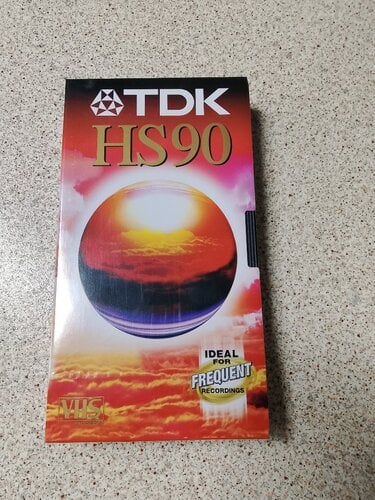 TDK
HS90
IDEAL
FOR
FREQUENT
RECORDINGS
VHS